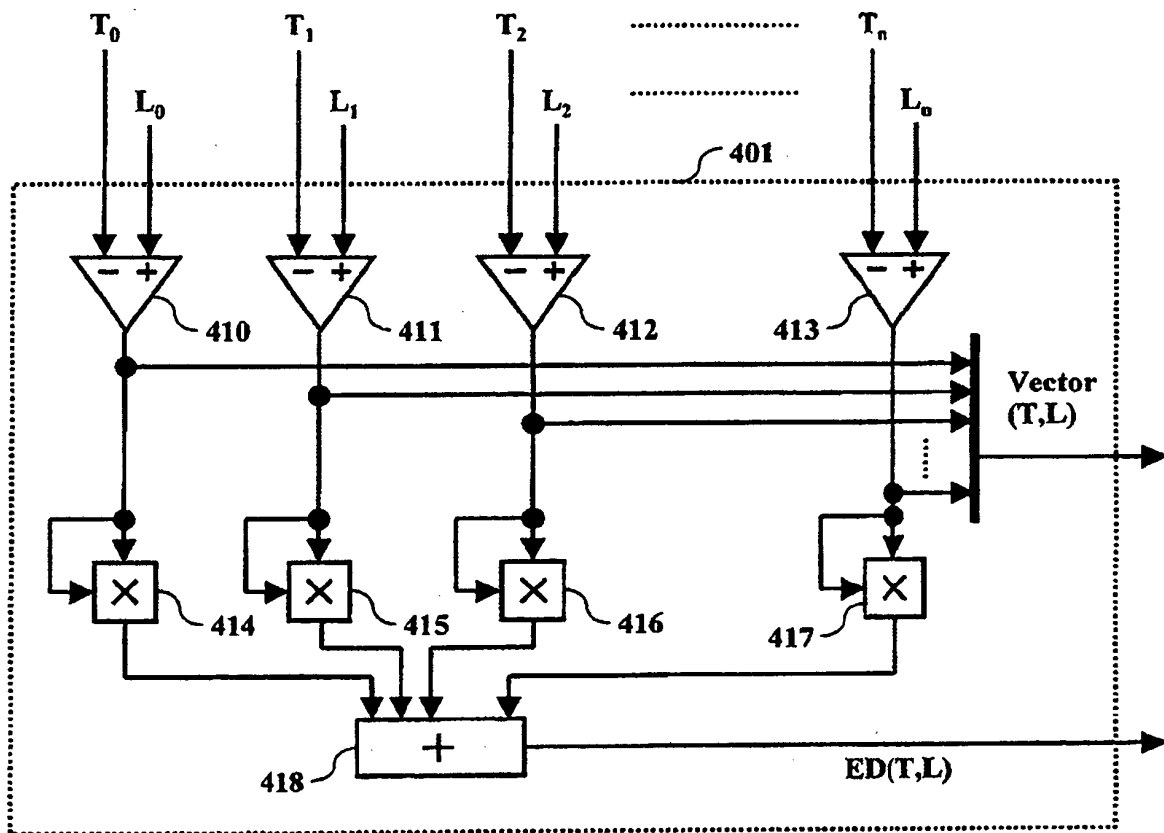 T₀ T₁ T₂ Tₙ
L₀ L₁ L₂ Lₙ
401
− + − + − + − +
410 411 412 413
Vector
(T,L)
× × × ×
414 415 416 417
+
418
ED(T,L)